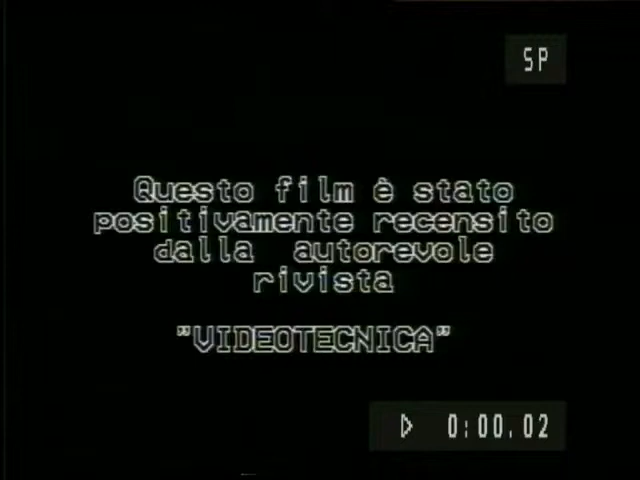 SP
Questo film è stato
positivamente recensito
dalla autorevole
rivista
"VIDEOTECNICA"
▷ 0:00.02